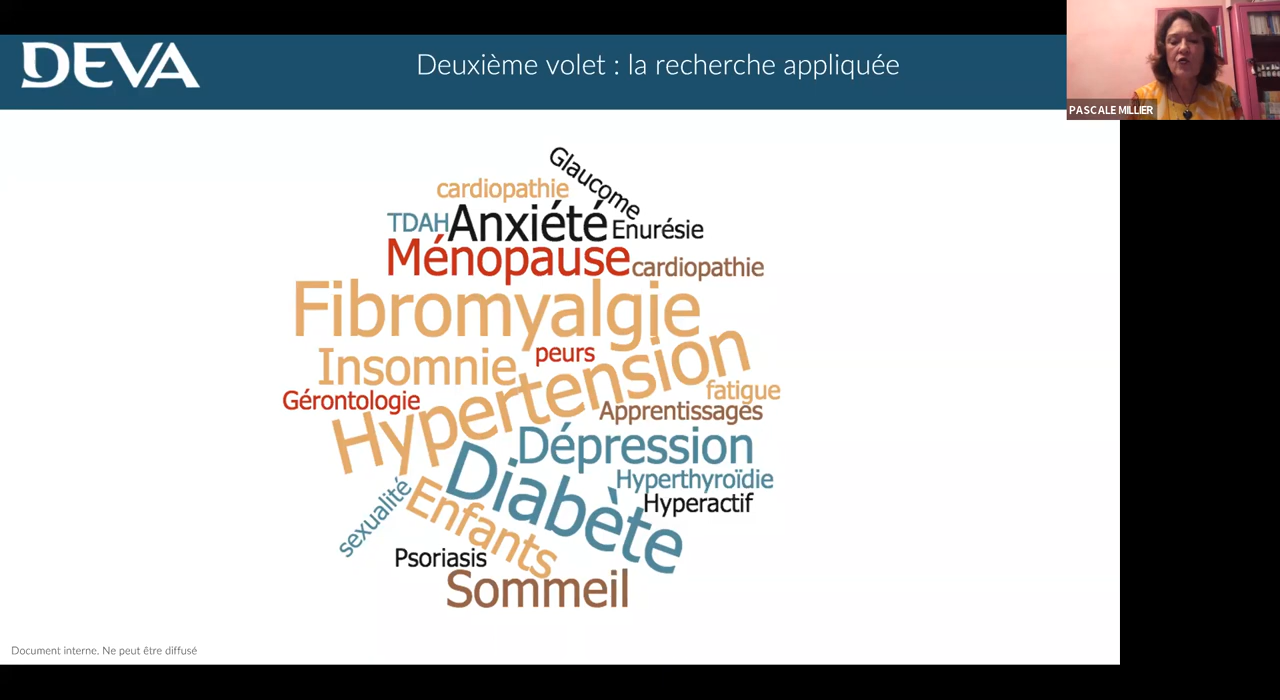 DEVA
Deuxième volet : la recherche appliquée
PASCALE MILLIER
Glaucome
cardiopathie
TDAH
Anxiété
Enurésie
Ménopause
cardiopathie
Fibromyalgie
Insomnie
peurs
Hypertension
Gérontologie
fatigue
Apprentissages
Dépression
Diabète
Hyperthyroïdie
Hyperactif
sexualité
Enfants
Psoriasis
Sommeil
Document interne. Ne peut être diffusé